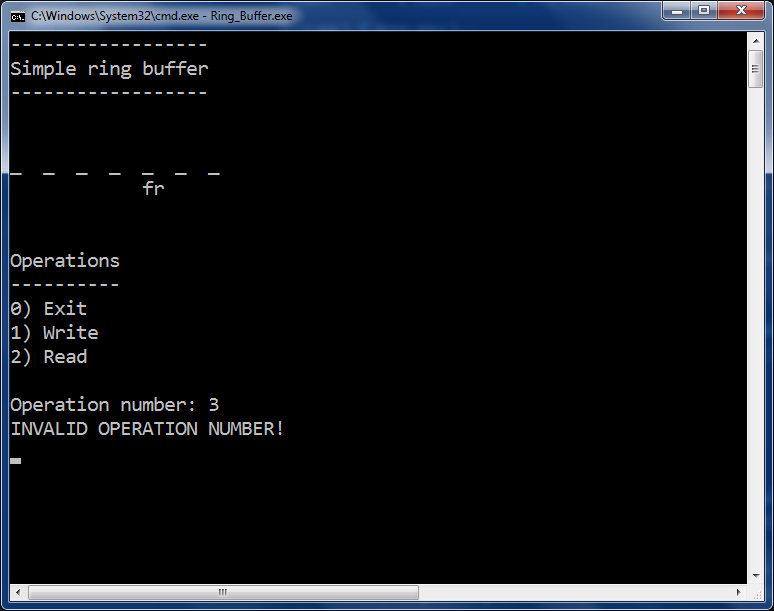 C:\Windows\System32\cmd.exe - Ring_Buffer.exe
------------------
Simple ring buffer
------------------
_  _  _  _  _  _  _
fr
Operations
----------
0) Exit
1) Write
2) Read
Operation number: 3
INVALID OPERATION NUMBER!